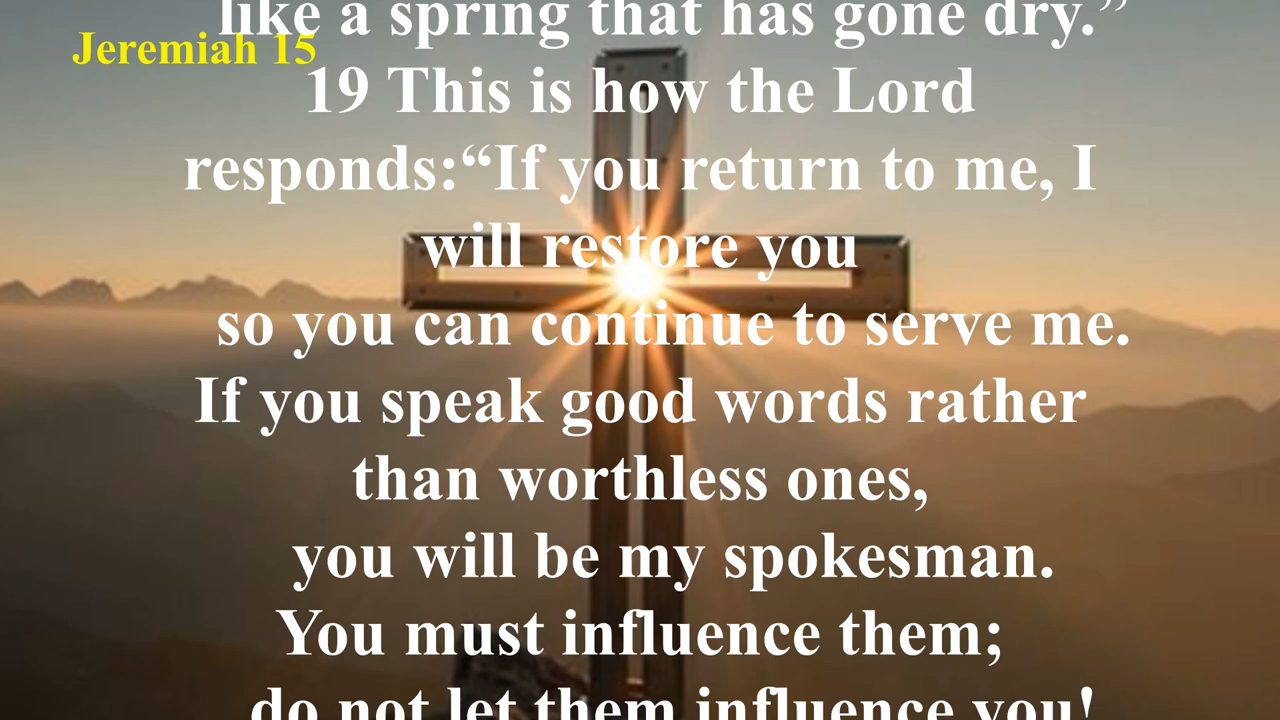 like a spring that has gone dry.”
Jeremiah 15
19 This is how the Lord
responds:“If you return to me, I
will restore you
so you can continue to serve me.
If you speak good words rather
than worthless ones,
you will be my spokesman.
You must influence them;
do not let them influence you!